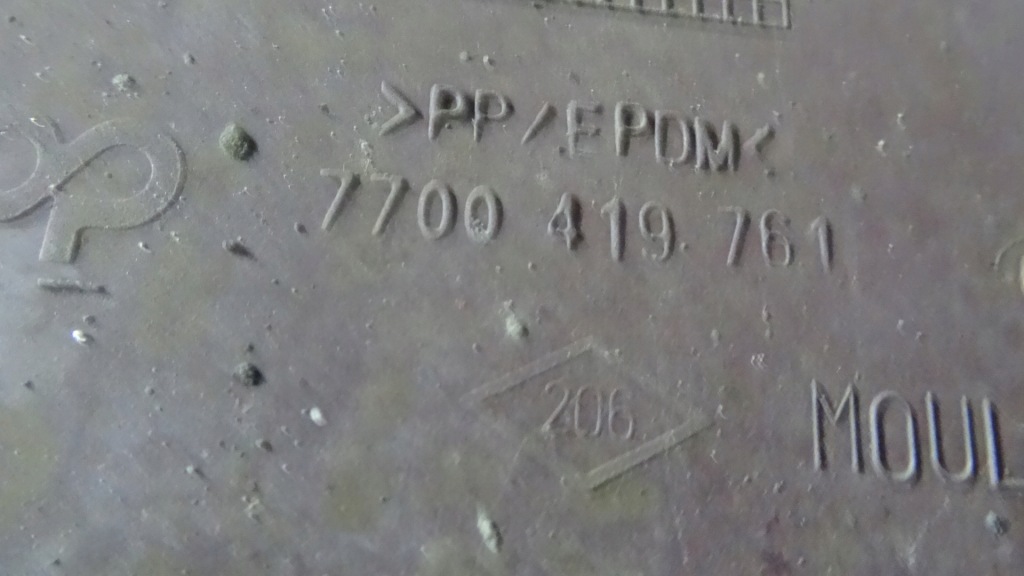 >PP/EPDM<
7700 419 761
206
MOUL